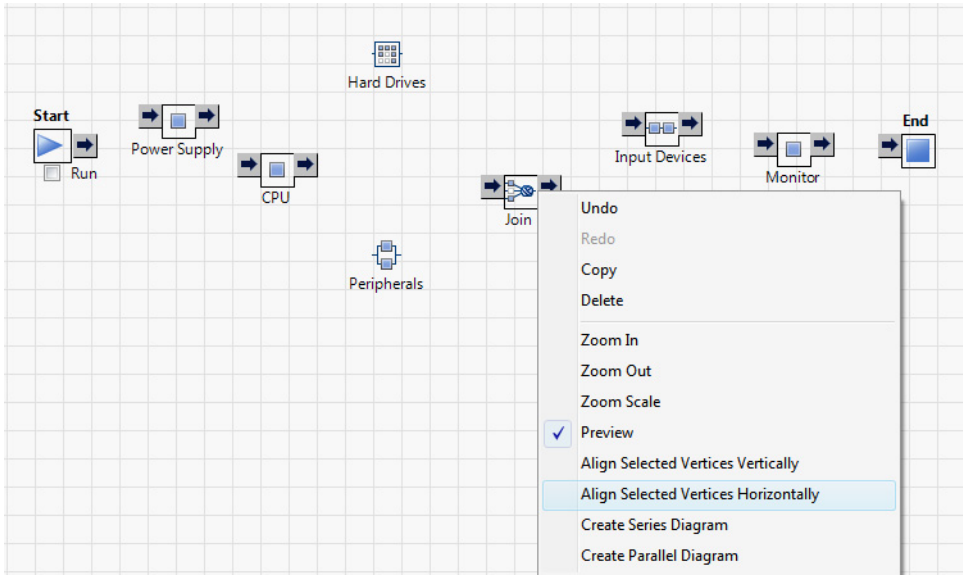 Hard Drives
Start
Run
Power Supply
CPU
Join
Peripherals
Input Devices
Monitor
End
Undo
Redo
Copy
Delete
Zoom In
Zoom Out
Zoom Scale
Preview
Align Selected Vertices Vertically
Align Selected Vertices Horizontally
Create Series Diagram
Create Parallel Diagram